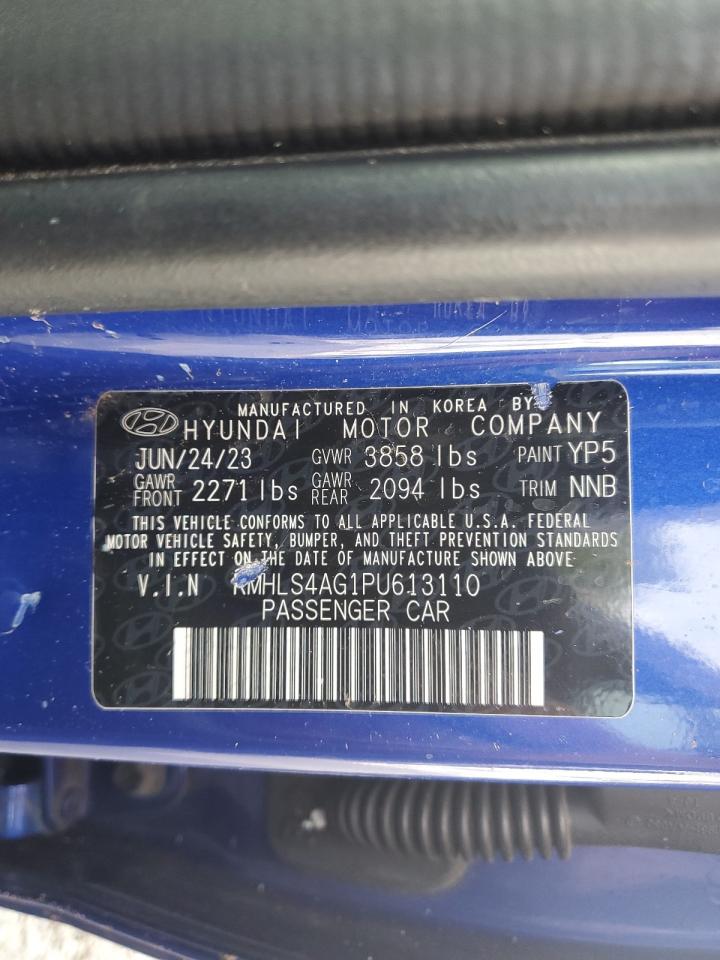 MANUFACTURED IN KOREA BY
HYUNDAI MOTOR COMPANY
JUN/24/23 GVWR 3858 lbs PAINT YP5
GAWR FRONT 2271 lbs GAWR REAR 2094 lbs TRIM NNB
THIS VEHICLE CONFORMS TO ALL APPLICABLE U.S.A. FEDERAL
MOTOR VEHICLE SAFETY, BUMPER, AND THEFT PREVENTION STANDARDS
IN EFFECT ON THE DATE OF MANUFACTURE SHOWN ABOVE.
V.I.N KMHLS4AG1PU613110
PASSENGER CAR